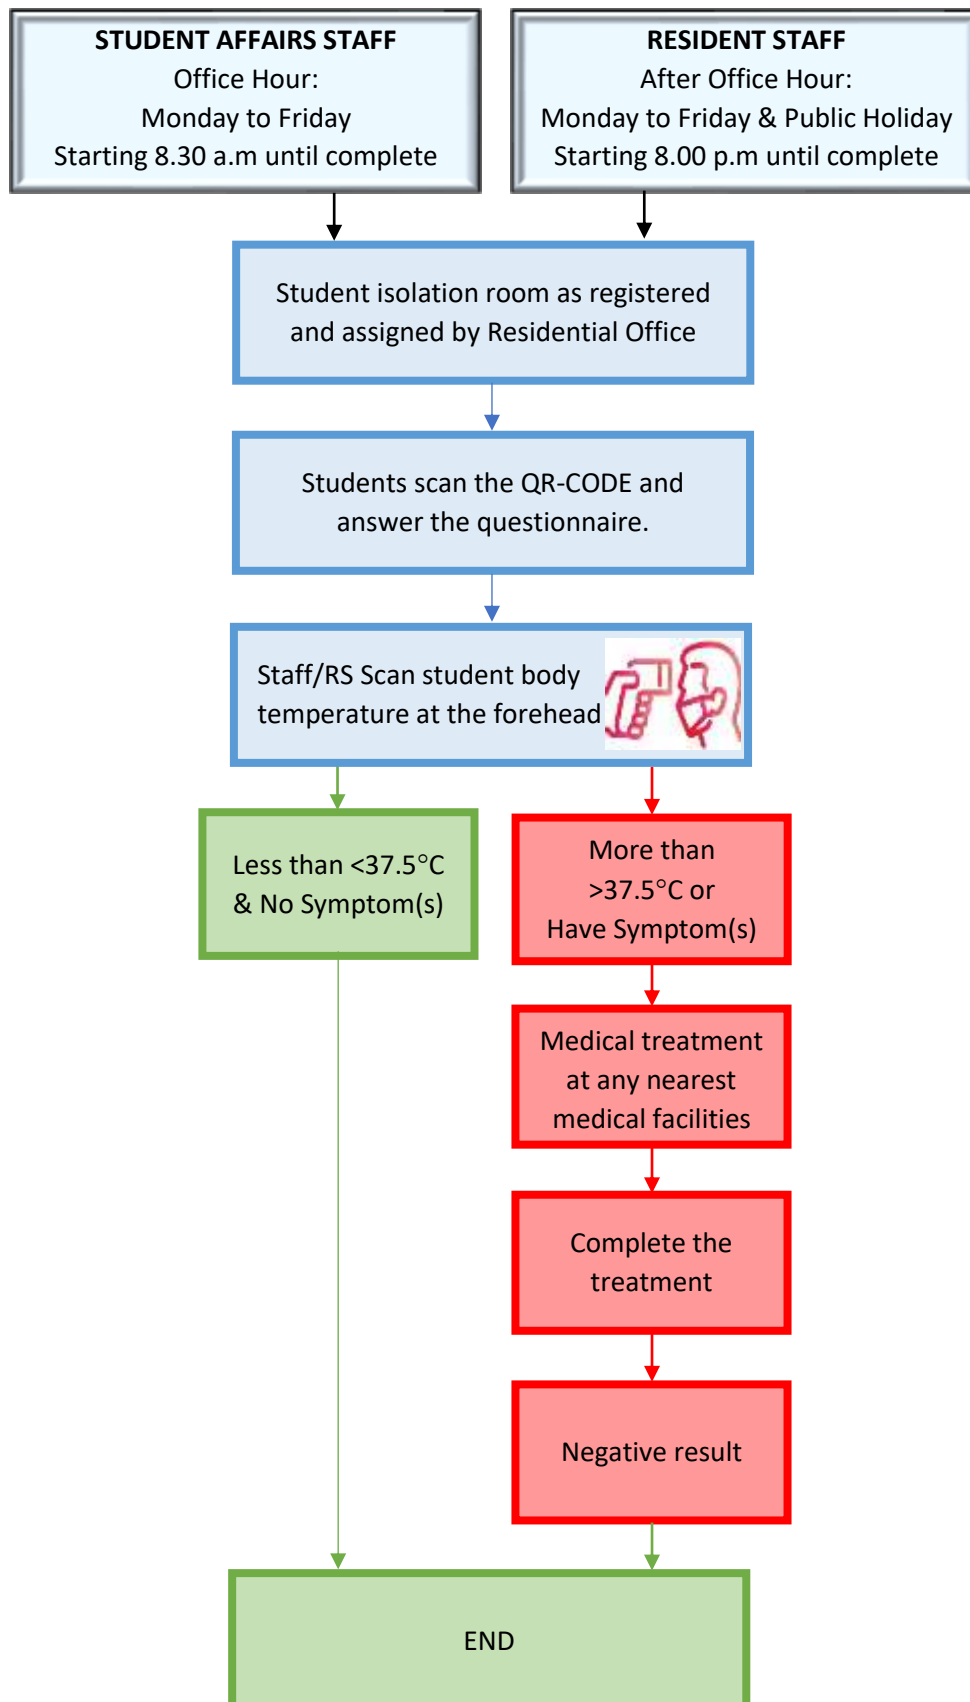 STUDENT AFFAIRS STAFF
Office Hour:
Monday to Friday
Starting 8.30 a.m until complete
RESIDENT STAFF
After Office Hour:
Monday to Friday & Public Holiday
Starting 8.00 p.m until complete
Student isolation room as registered
and assigned by Residential Office
Students scan the QR-CODE and
answer the questionnaire.
Staff/RS Scan student body
temperature at the forehead
Less than <37.5°C
& No Symptom(s)
More than
>37.5°C or
Have Symptom(s)
Medical treatment
at any nearest
medical facilities
Complete the
treatment
Negative result
END